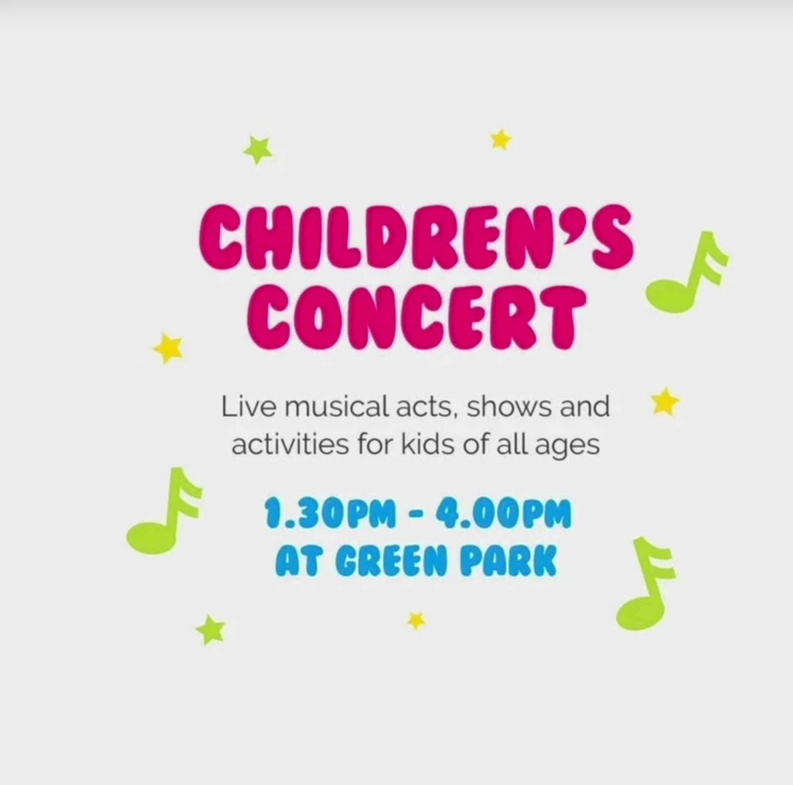 CHILDREN'S
CONCERT
Live musical acts, shows and
activities for kids of all ages
1.30PM - 4.00PM
AT GREEN PARK